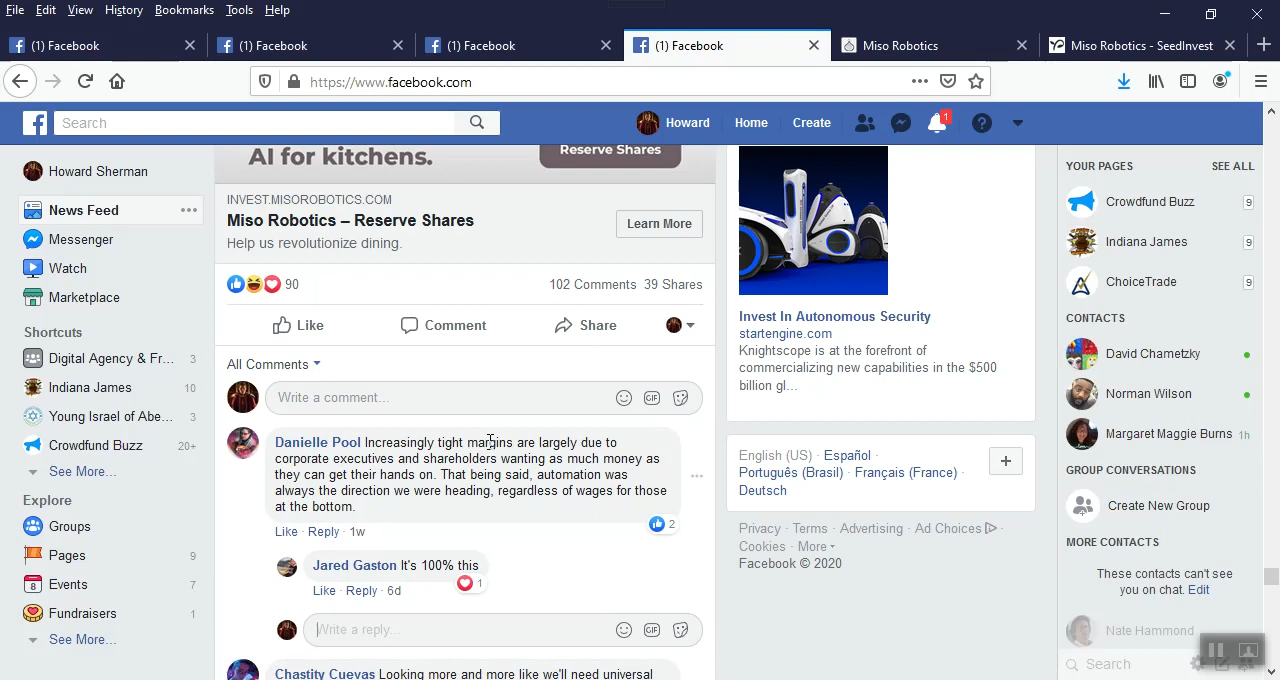 File Edit View History Bookmarks Tools Help
(1) Facebook
(1) Facebook
(1) Facebook
(1) Facebook
Miso Robotics
Miso Robotics - SeedInvest
https://www.facebook.com
Search
Howard
Home
Create
1
Howard Sherman
News Feed
Messenger
Watch
Marketplace
Shortcuts
Digital Agency & Fr... 3
Indiana James 10
Young Israel of Abe... 3
Crowdfund Buzz 20+
See More...
Explore
Groups
Pages 9
Events 7
Fundraisers 1
See More...
8
AI for kitchens.
Reserve Shares
INVEST.MISOROBOTICS.COM
Miso Robotics – Reserve Shares
Help us revolutionize dining.
Learn More
90
102 Comments 39 Shares
Like
Comment
Share
All Comments
Write a comment...
GIF
Danielle Pool Increasingly tight margins are largely due to
corporate executives and shareholders wanting as much money as
they can get their hands on. That being said, automation was
always the direction we were heading, regardless of wages for those
at the bottom.
2
Like · Reply · 1w
Jared Gaston It's 100% this
1
Like · Reply · 6d
Write a reply...
GIF
Chastity Cuevas Looking more and more like we'll need universal
Invest In Autonomous Security
startengine.com
Knightscope is at the forefront of
commercializing new capabilities in the $500
billion gl...
English (US) · Español ·
Português (Brasil) · Français (France) ·
Deutsch
Privacy · Terms · Advertising · Ad Choices ·
Cookies · More
Facebook © 2020
YOUR PAGES SEE ALL
Crowdfund Buzz 9
Indiana James 9
ChoiceTrade 9
CONTACTS
David Chametzky
Norman Wilson
Margaret Maggie Burns 1h
GROUP CONVERSATIONS
Create New Group
MORE CONTACTS
These contacts can't see
you on chat. Edit
Nate Hammond
Search